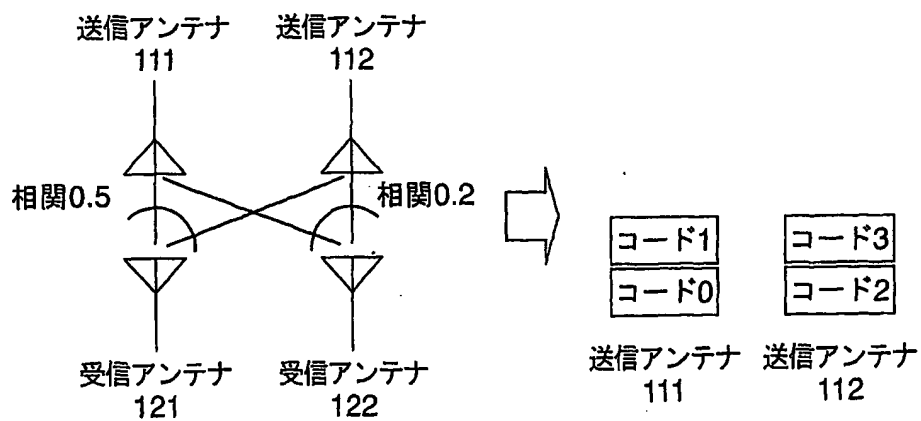 送信アンテナ
111
送信アンテナ
112
相関0.5
相関0.2
受信アンテナ
121
受信アンテナ
122
コード1
コード0
送信アンテナ
111
コード3
コード2
送信アンテナ
112